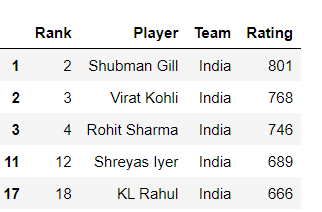 Rank Player Team Rating
1 2 Shubman Gill India 801
2 3 Virat Kohli India 768
3 4 Rohit Sharma India 746
11 12 Shreyas Iyer India 689
17 18 KL Rahul India 666